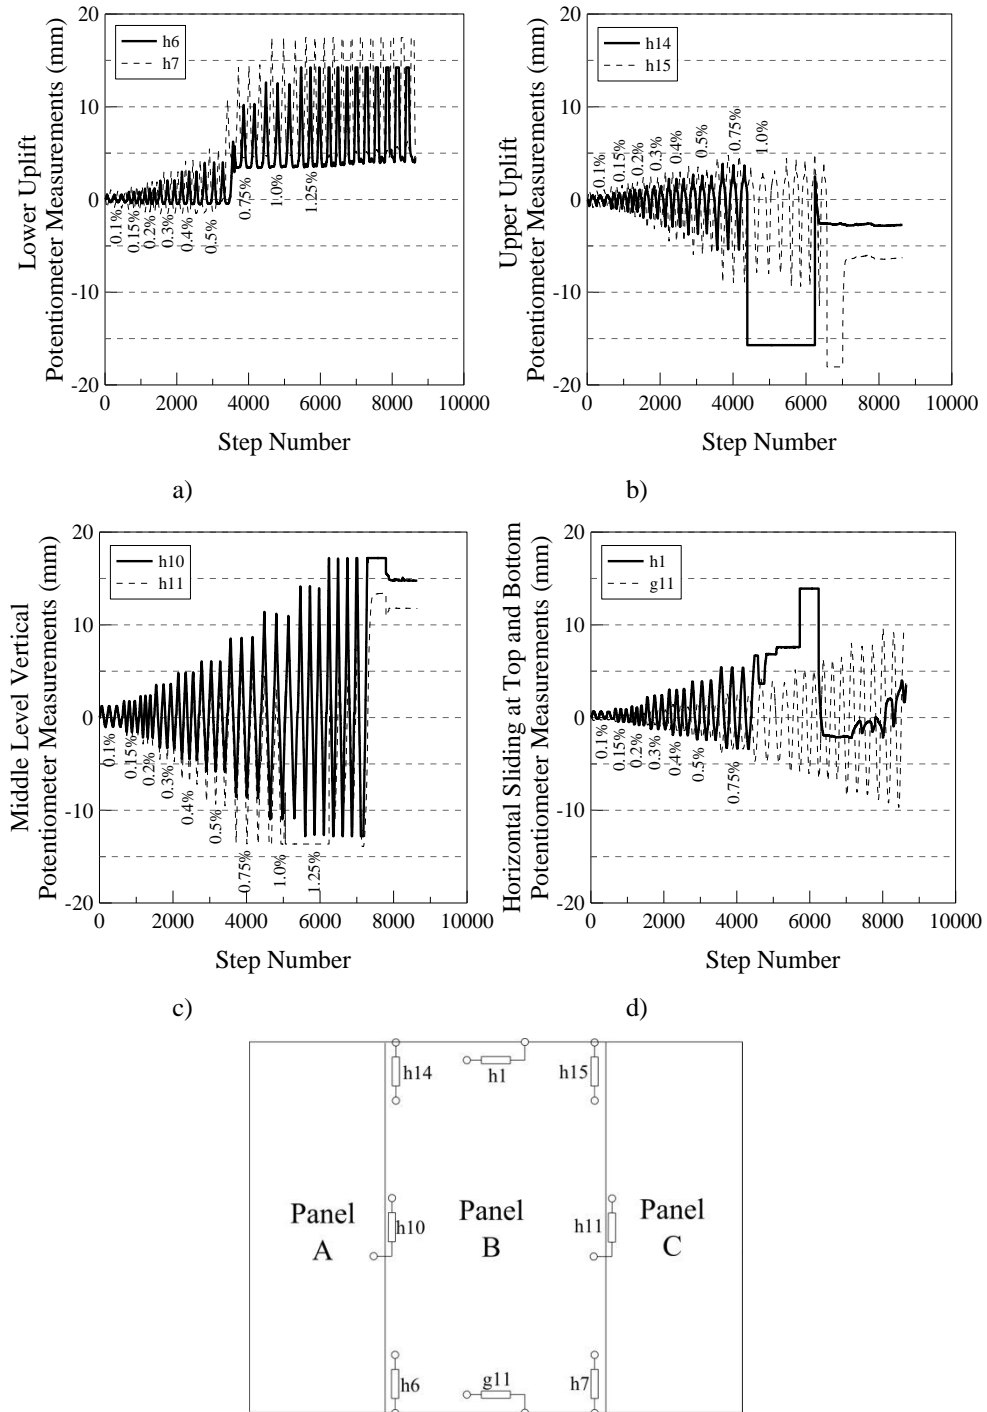 Lower Uplift
Potentiometer Measurements (mm)
20
10
0
-10
-20
h6
h7
0.1%
0.15%
0.2%
0.3%
0.4%
0.5%
0.75%
1.0%
1.25%
0 2000 4000 6000 8000 10000
Step Number
a)
Upper Uplift
Potentiometer Measurements (mm)
20
10
0
-10
-20
h14
h15
0.1%
0.15%
0.2%
0.3%
0.4%
0.5%
0.75%
1.0%
0 2000 4000 6000 8000 10000
Step Number
b)
Middle Level Vertical
Potentiometer Measurements (mm)
20
10
0
-10
-20
h10
h11
0.1%
0.15%
0.2%
0.3%
0.4%
0.5%
0.75%
1.0%
1.25%
0 2000 4000 6000 8000 10000
Step Number
c)
Horizontal Sliding at Top and Bottom
Potentiometer Measurements (mm)
20
10
0
-10
-20
h1
g11
0.1%
0.15%
0.2%
0.3%
0.4%
0.5%
0.75%
0 2000 4000 6000 8000 10000
Step Number
d)
h14
h1
h15
Panel
A
h10
Panel
B
h11
Panel
C
h6
g11
h7